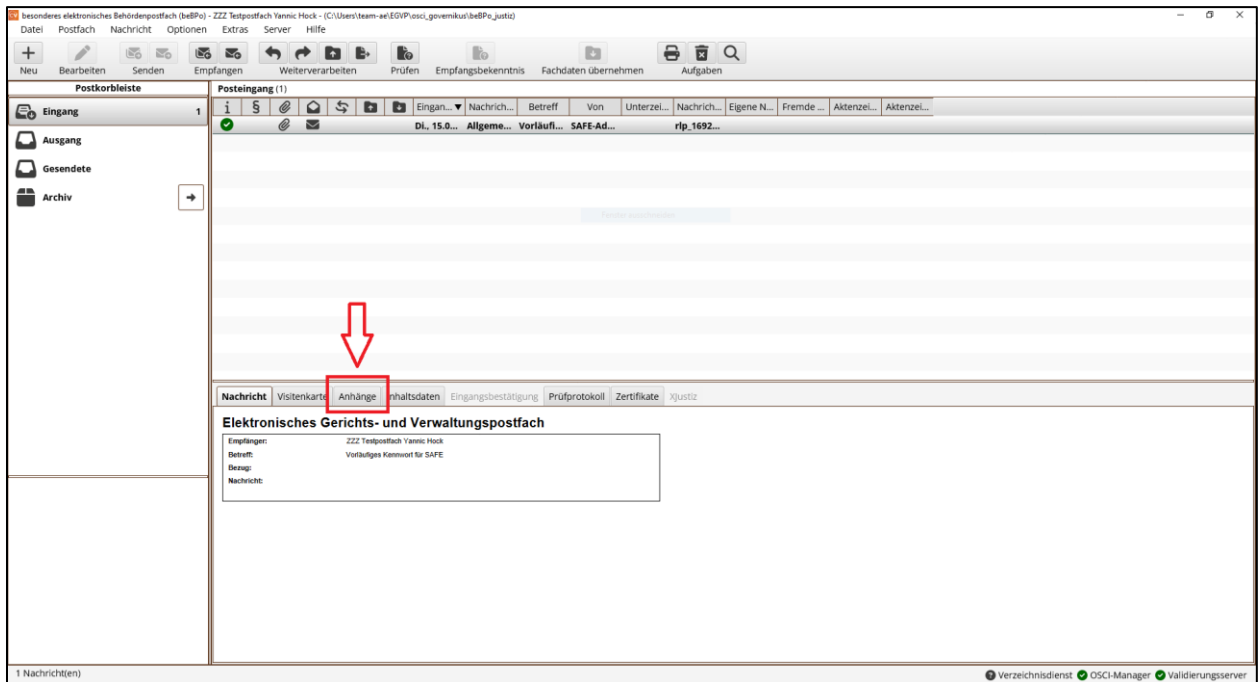 besonderes elektronisches Behördenpostfach (beBPo) - ZZZ Testpostfach Yannic Hock - (C:\Users\team-ae\EGVP\osci_governikus\beBPo_justiz)
Datei Postfach Nachricht Optionen Extras Server Hilfe
Neu Bearbeiten Senden Empfangen Weiterverarbeiten Prüfen Empfangsbekenntnis Fachdaten übernehmen Aufgaben
Postkorbleiste
Eingang 1
Ausgang
Gesendete
Archiv
Posteingang (1)
i § Eingan... Nachrich... Betreff Von Unterzei... Nachrich... Eigene N... Fremde ... Aktenzei... Aktenzei...
Di., 15.0... Allgeme... Vorläufi... SAFE-Ad... rlp_1692...
Nachricht Visitenkarte Anhänge nhaltsdaten Eingangsbestätigung Prüfprotokoll Zertifikate XJustiz
Elektronisches Gerichts- und Verwaltungspostfach
Empfänger: ZZZ Testpostfach Yannic Hock
Betreff: Vorläufiges Kennwort für SAFE
Bezug:
Nachricht:
1 Nachricht(en)
Verzeichnisdienst OSCI-Manager Validierungsserver